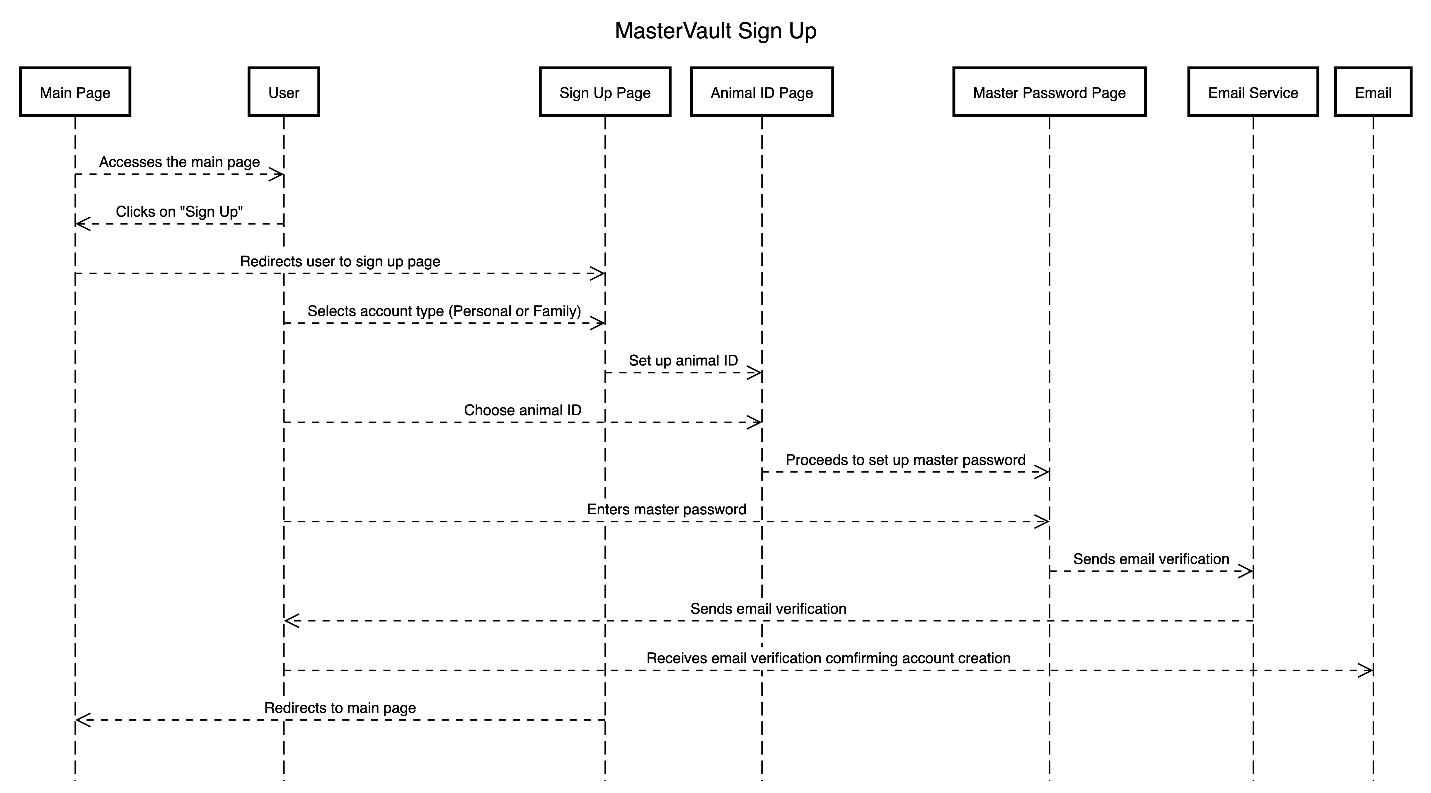 MasterVault Sign Up
Main Page
User
Sign Up Page
Animal ID Page
Master Password Page
Email Service
Email
Accesses the main page
Clicks on "Sign Up"
Redirects user to sign up page
Selects account type (Personal or Family)
Set up animal ID
Choose animal ID
Proceeds to set up master password
Enters master password
Sends email verification
Sends email verification
Receives email verification comfirming account creation
Redirects to main page